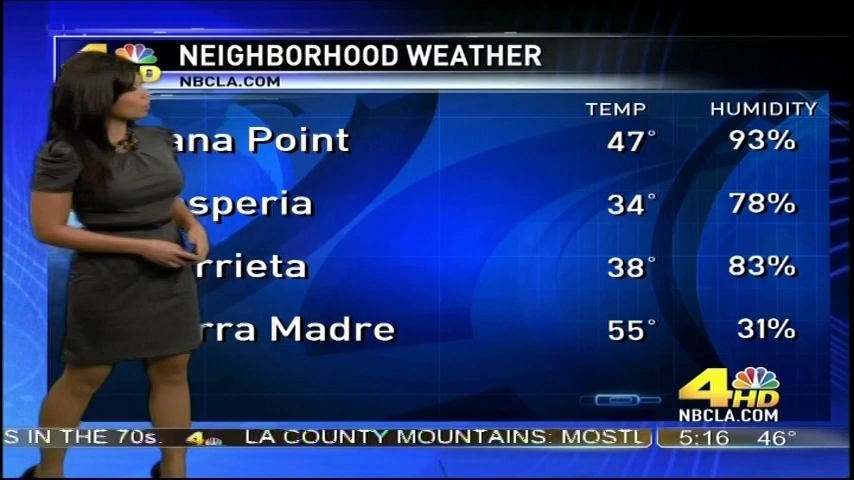 NEIGHBORHOOD WEATHER
NBCLA.COM
TEMP HUMIDITY
ana Point 47° 93%
speria 34° 78%
rrieta 38° 83%
rra Madre 55° 31%
4HD
NBCLA.COM
S IN THE 70s. 4 LA COUNTY MOUNTAINS: MOSTL 5:16 46°